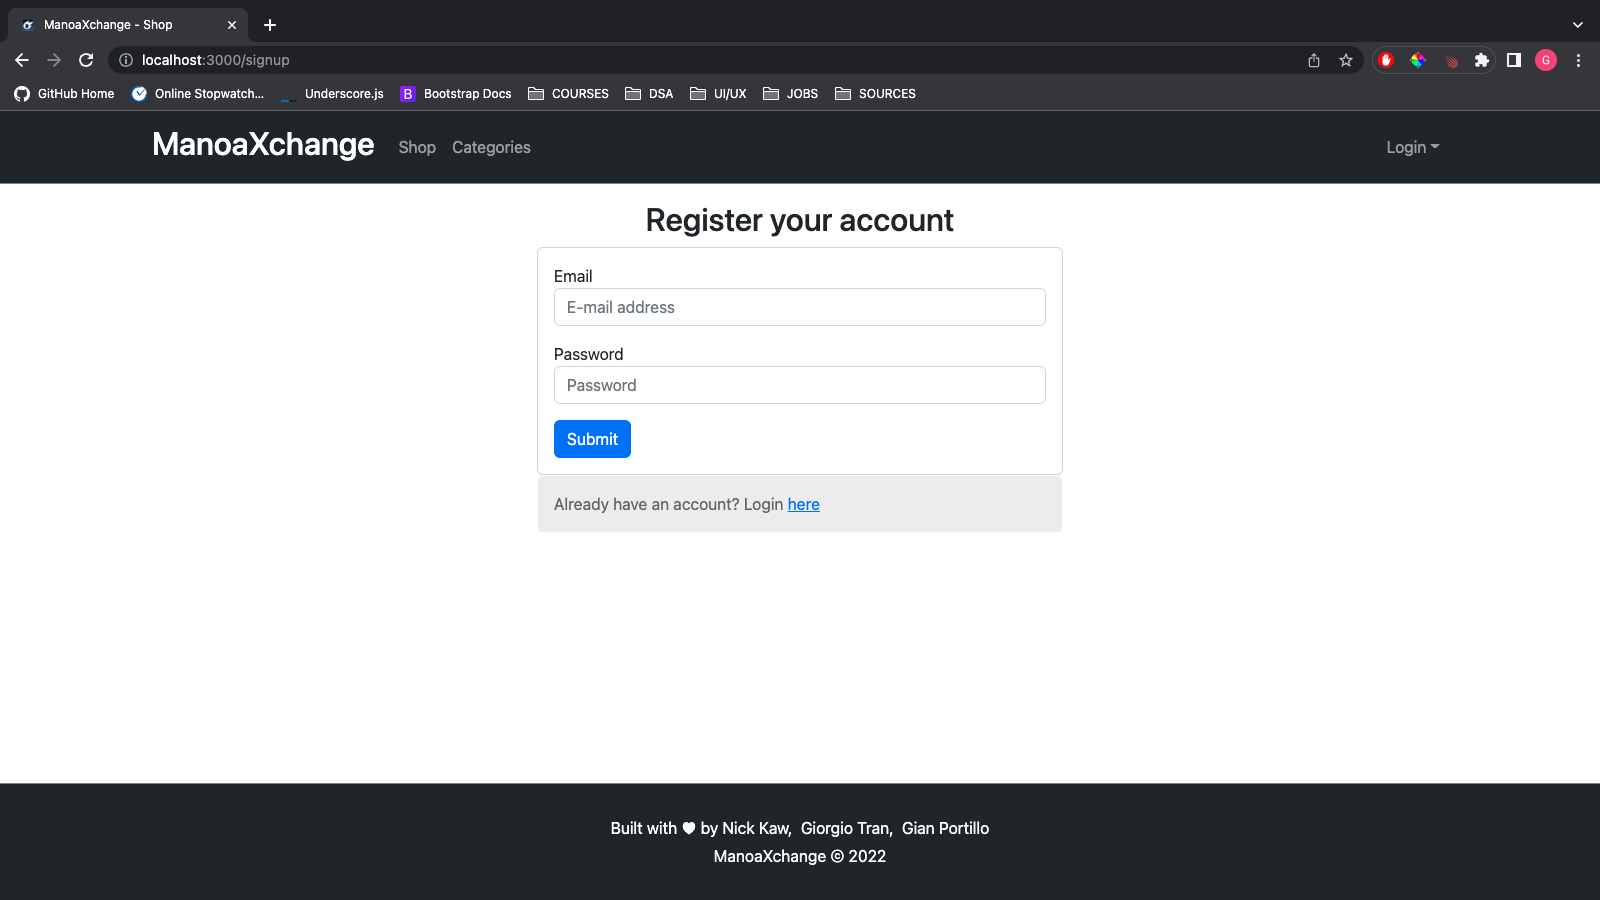 ManoaXchange - Shop
localhost:3000/signup
G
GitHub Home Online Stopwatch... Underscore.js B Bootstrap Docs COURSES DSA UI/UX JOBS SOURCES
ManoaXchange Shop Categories Login
Register your account
Email
E-mail address
Password
Password
Submit
Already have an account? Login here
Built with ♥ by Nick Kaw, Giorgio Tran, Gian Portillo
ManoaXchange © 2022